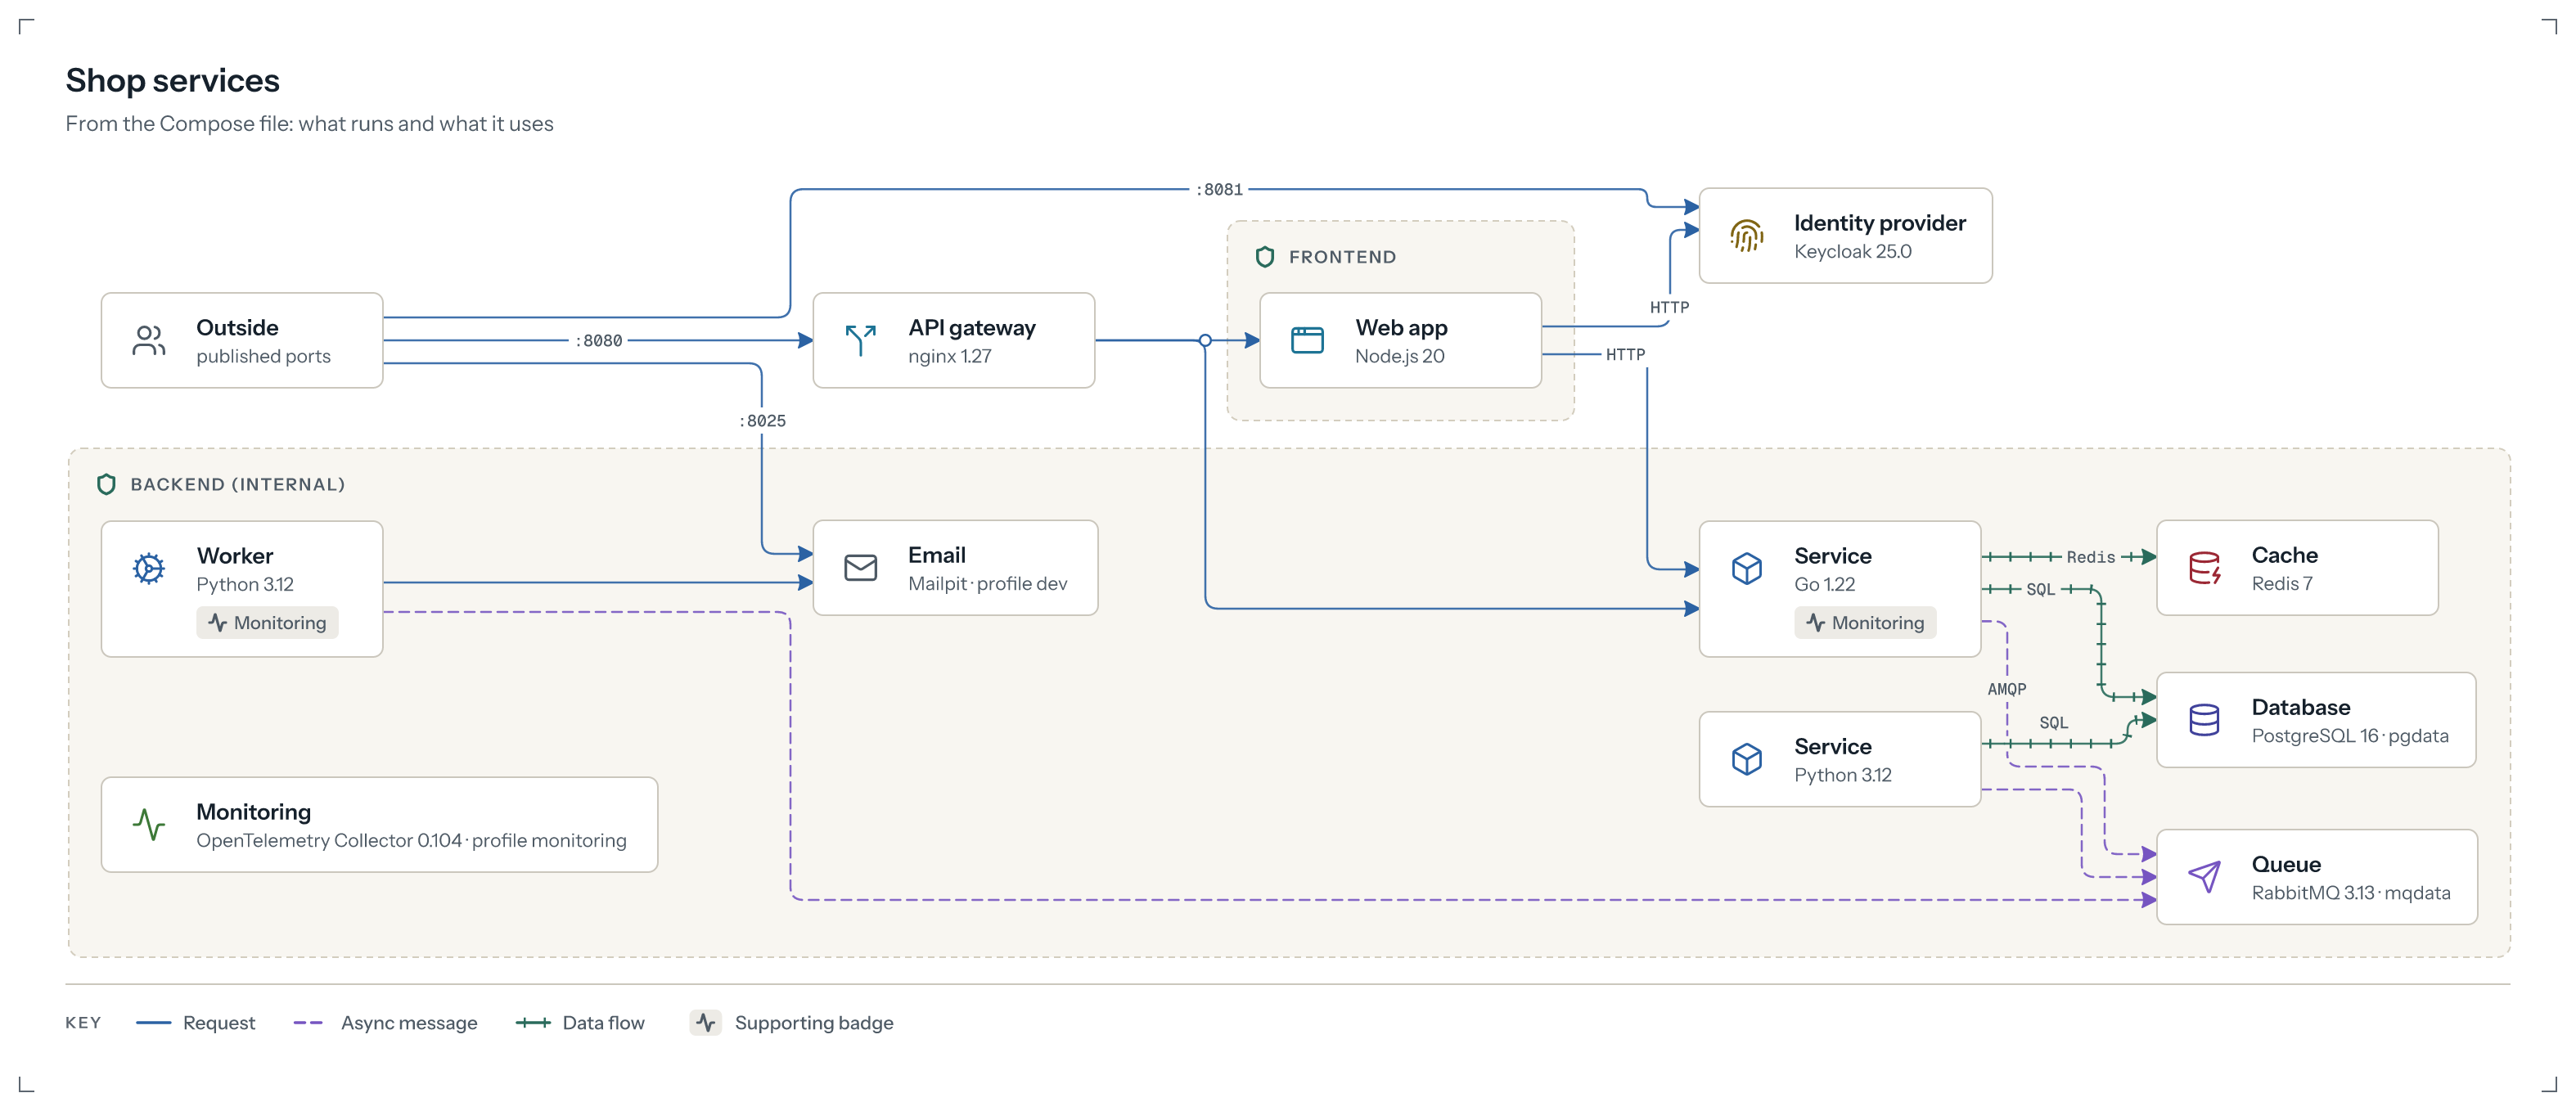 Shop services
From the Compose file: what runs and what it uses
:8081
Identity provider
Keycloak 25.0
FRONTEND
HTTP
Outside
published ports
:8080
API gateway
nginx 1.27
Web app
Node.js 20
HTTP
:8025
BACKEND (INTERNAL)
Worker
Python 3.12
Monitoring
Email
Mailpit · profile dev
Service
Go 1.22
Monitoring
Redis
SQL
Cache
Redis 7
AMQP
SQL
Database
PostgreSQL 16 · pgdata
Service
Python 3.12
Monitoring
OpenTelemetry Collector 0.104 · profile monitoring
Queue
RabbitMQ 3.13 · mqdata
KEY
Request
Async message
Data flow
Supporting badge